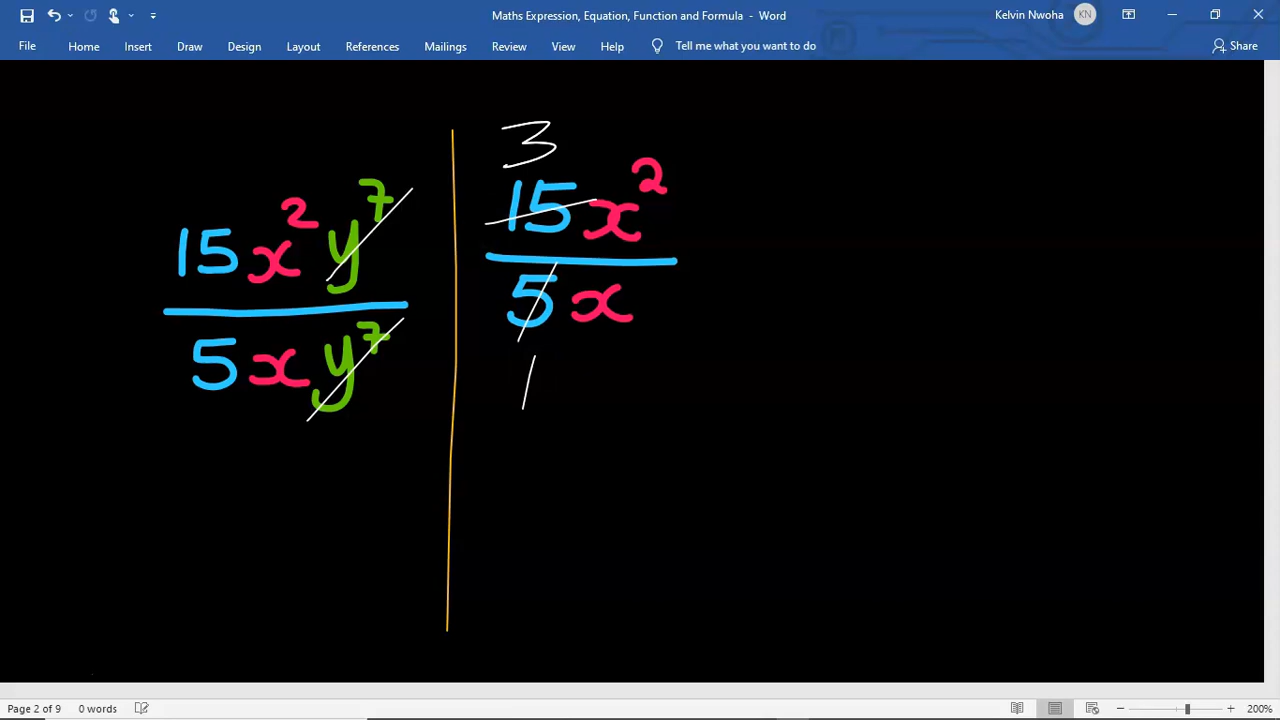 Maths Expression, Equation, Function and Formula - Word
Kelvin Nwoha KN
File Home Insert Draw Design Layout References Mailings Review View Help Tell me what you want to do Share
15x²y⁷
5xy⁷
3
15x²
5x
1
Page 2 of 9 0 words
200%